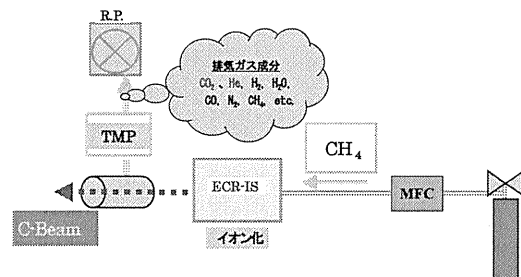 R.P.
排気ガス成分
CO₂、He, H₂, H₂O,
CO, N₂, CH₄, etc.
TMP
CH₄
ECR-IS
MFC
C-Beam
イオン化